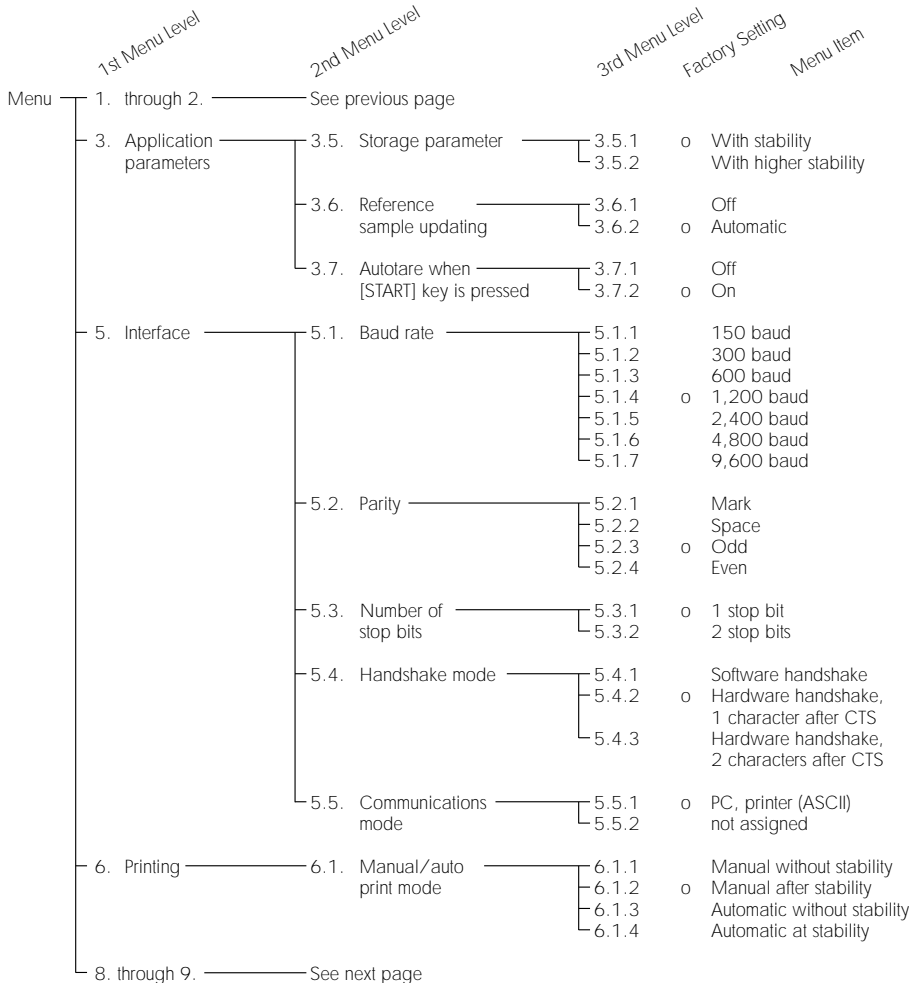 1st Menu Level 2nd Menu Level 3rd Menu Level Factory Setting Menu Item
Menu 1. through 2. See previous page
3. Application 3.5. Storage parameter 3.5.1 o With stability
parameters 3.5.2 With higher stability
3.6. Reference 3.6.1 Off
sample updating 3.6.2 o Automatic
3.7. Autotare when 3.7.1 Off
[START] key is pressed 3.7.2 o On
5. Interface 5.1. Baud rate 5.1.1 150 baud
5.1.2 300 baud
5.1.3 600 baud
5.1.4 o 1,200 baud
5.1.5 2,400 baud
5.1.6 4,800 baud
5.1.7 9,600 baud
5.2. Parity 5.2.1 Mark
5.2.2 Space
5.2.3 o Odd
5.2.4 Even
5.3. Number of 5.3.1 o 1 stop bit
stop bits 5.3.2 2 stop bits
5.4. Handshake mode 5.4.1 Software handshake
5.4.2 o Hardware handshake,
1 character after CTS
5.4.3 Hardware handshake,
2 characters after CTS
5.5. Communications 5.5.1 o PC, printer (ASCII)
mode 5.5.2 not assigned
6. Printing 6.1. Manual/auto 6.1.1 Manual without stability
print mode 6.1.2 o Manual after stability
6.1.3 Automatic without stability
6.1.4 Automatic at stability
8. through 9. See next page